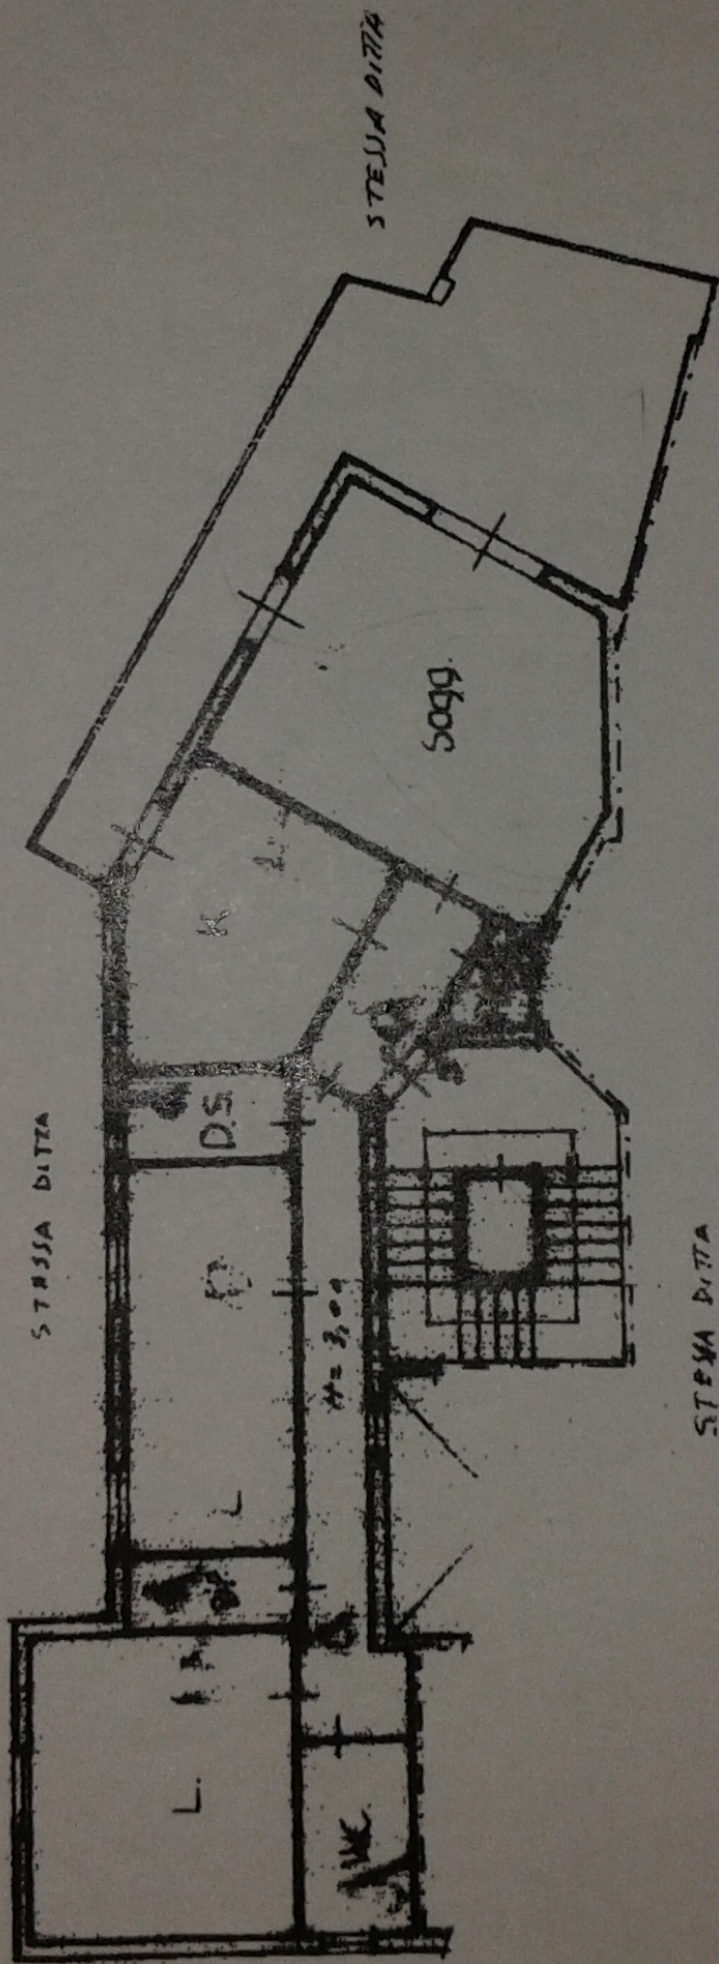 STESSA DITTA
Sogg.
K
STESSA DITTA
D.S.
H= 3,00
STESSA DITTA
L
L.
WC